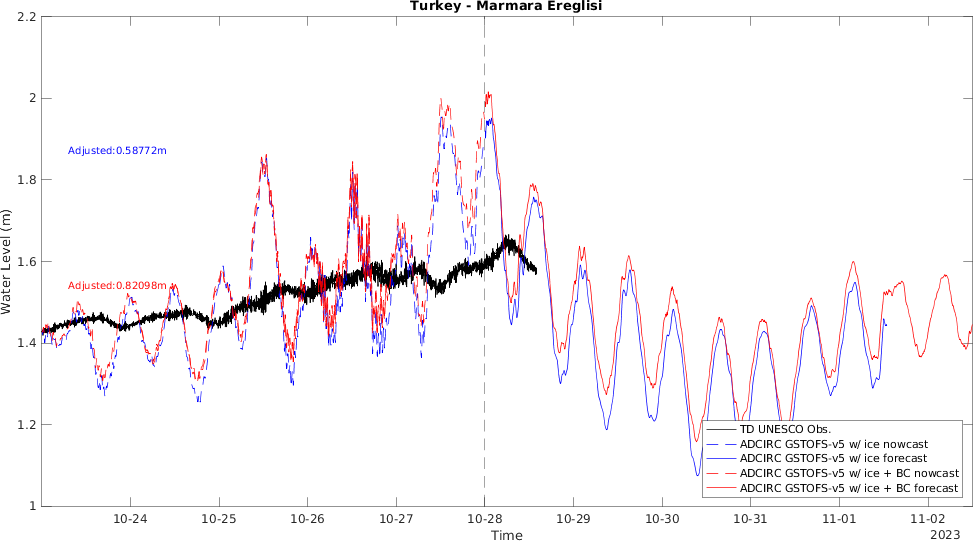 Turkey - Marmara Ereglisi
Water Level (m)
2.2
2
1.8
1.6
1.4
1.2
1
Adjusted:0.58772m
Adjusted:0.82098m
TD UNESCO Obs.
ADCIRC GSTOFS-v5 w/ ice nowcast
ADCIRC GSTOFS-v5 w/ ice forecast
ADCIRC GSTOFS-v5 w/ ice + BC nowcast
ADCIRC GSTOFS-v5 w/ ice + BC forecast
10-24 10-25 10-26 10-27 10-28 10-29 10-30 10-31 11-01 11-02
Time
2023